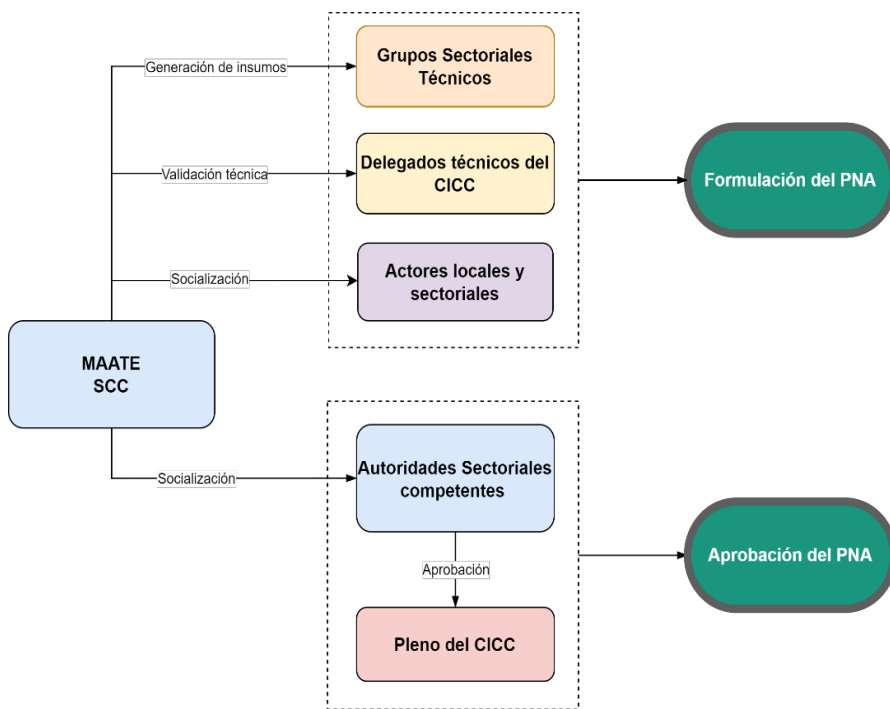 Generación de insumos
Grupos Sectoriales
Técnicos
Validación técnica
Delegados técnicos del
CICC
Formulación del PNA
Socialización
Actores locales y
sectoriales
MAATE
SCC
Socialización
Autoridades Sectoriales
competentes
Aprobación
Aprobación del PNA
Pleno del CICC